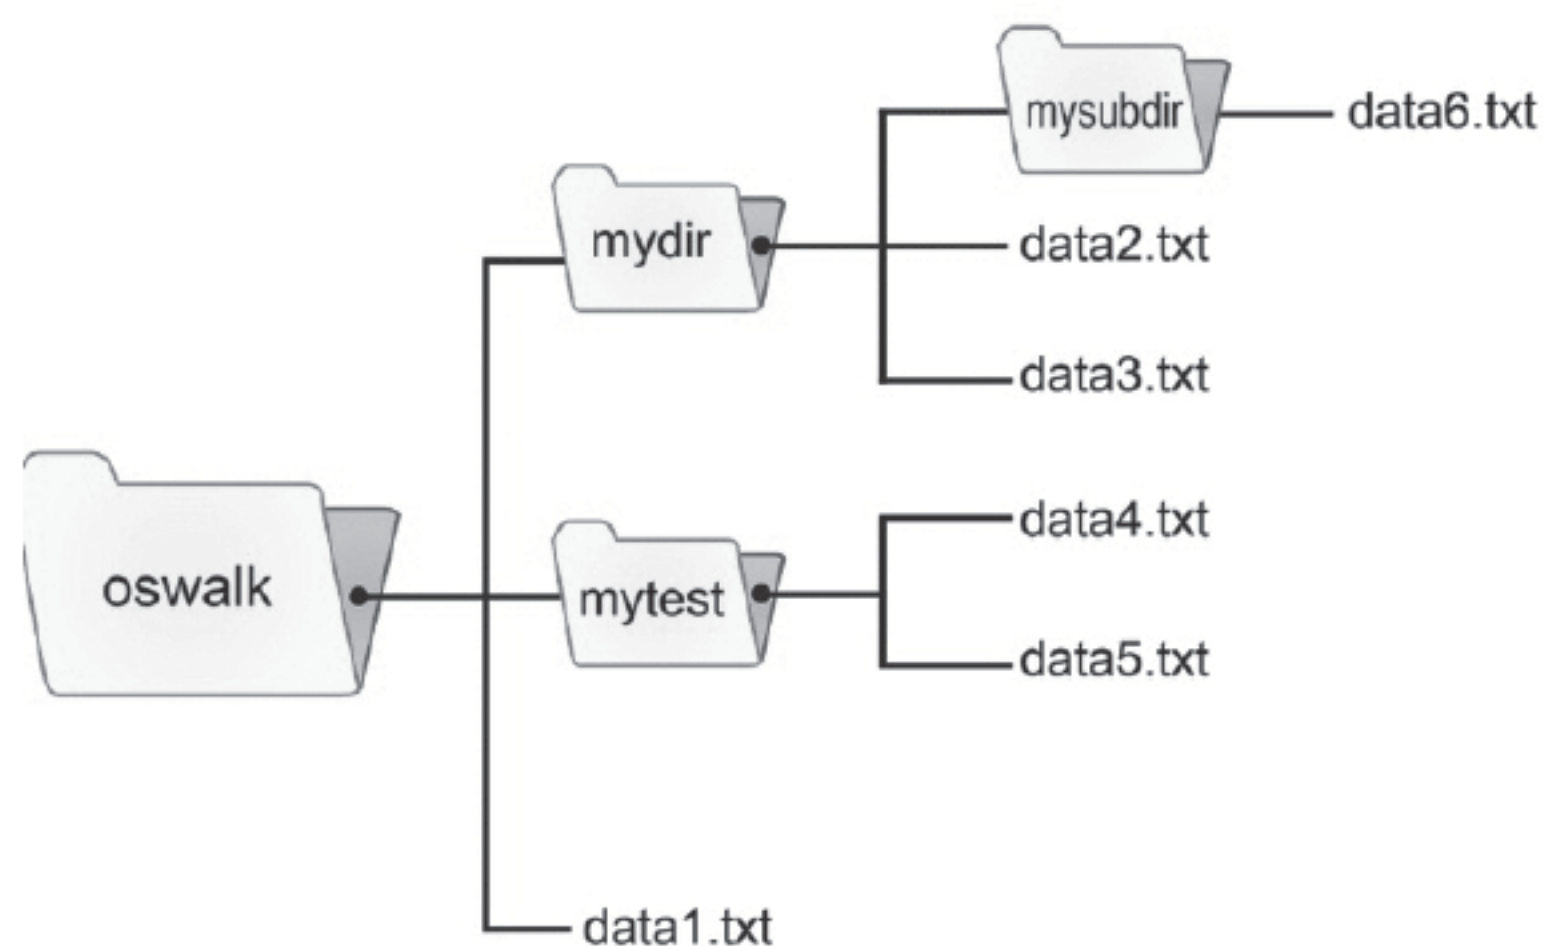 mysubdir
data6.txt
mydir
data2.txt
data3.txt
oswalk
mytest
data4.txt
data5.txt
data1.txt